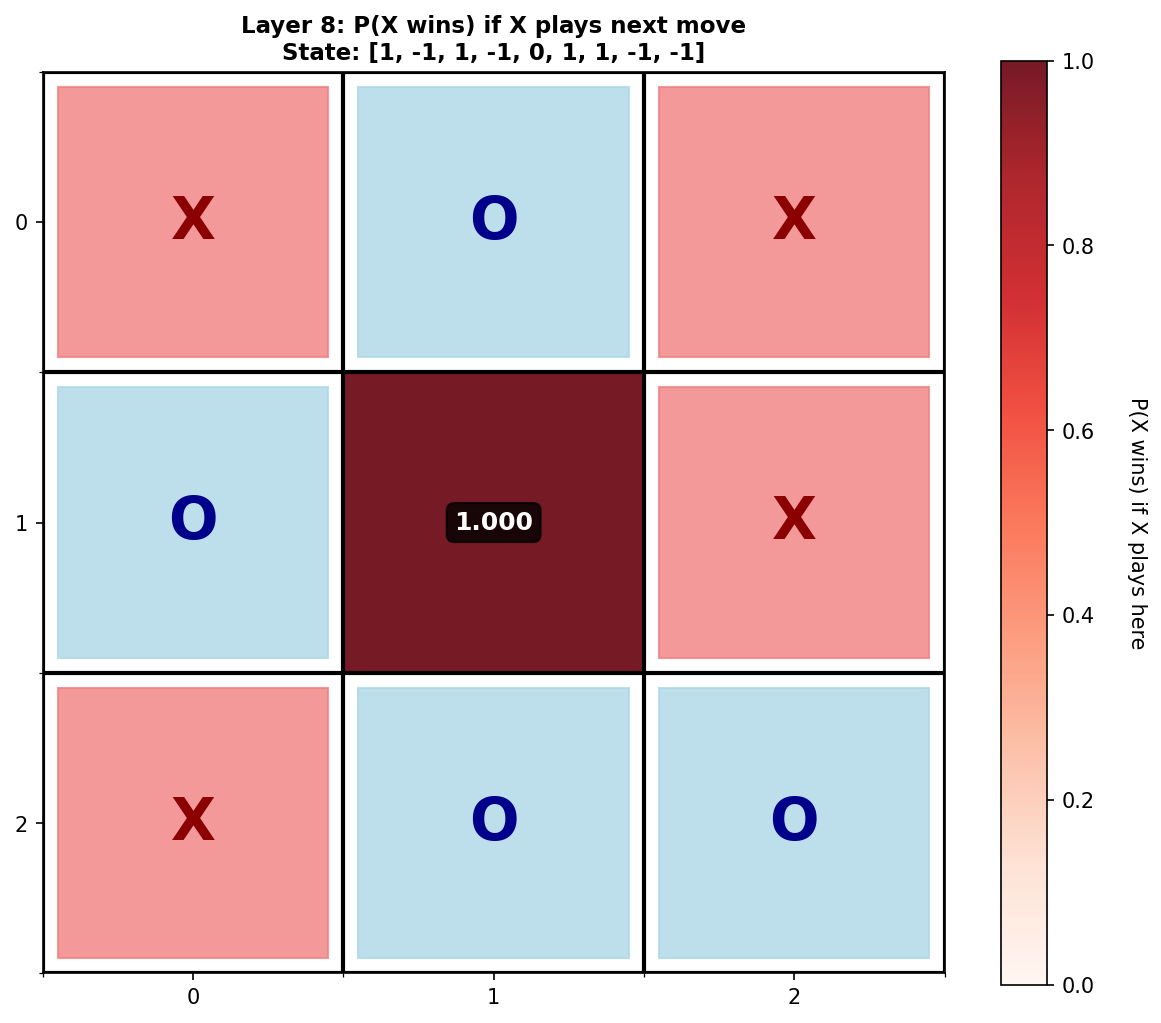 Layer 8: P(X wins) if X plays next move
State: [1, -1, 1, -1, 0, 1, 1, -1, -1]
X O X
O 1.000 X
X O O
0
1
2
0 1 2
1.0
0.8
0.6
0.4
0.2
0.0
P(X wins) if X plays here